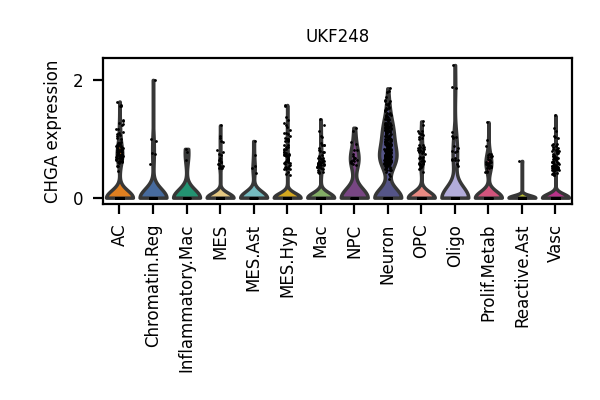 UKF248
CHGA expression
2
0
AC
Chromatin.Reg
Inflammatory.Mac
MES
MES.Ast
MES.Hyp
Mac
NPC
Neuron
OPC
Oligo
Prolif.Metab
Reactive.Ast
Vasc